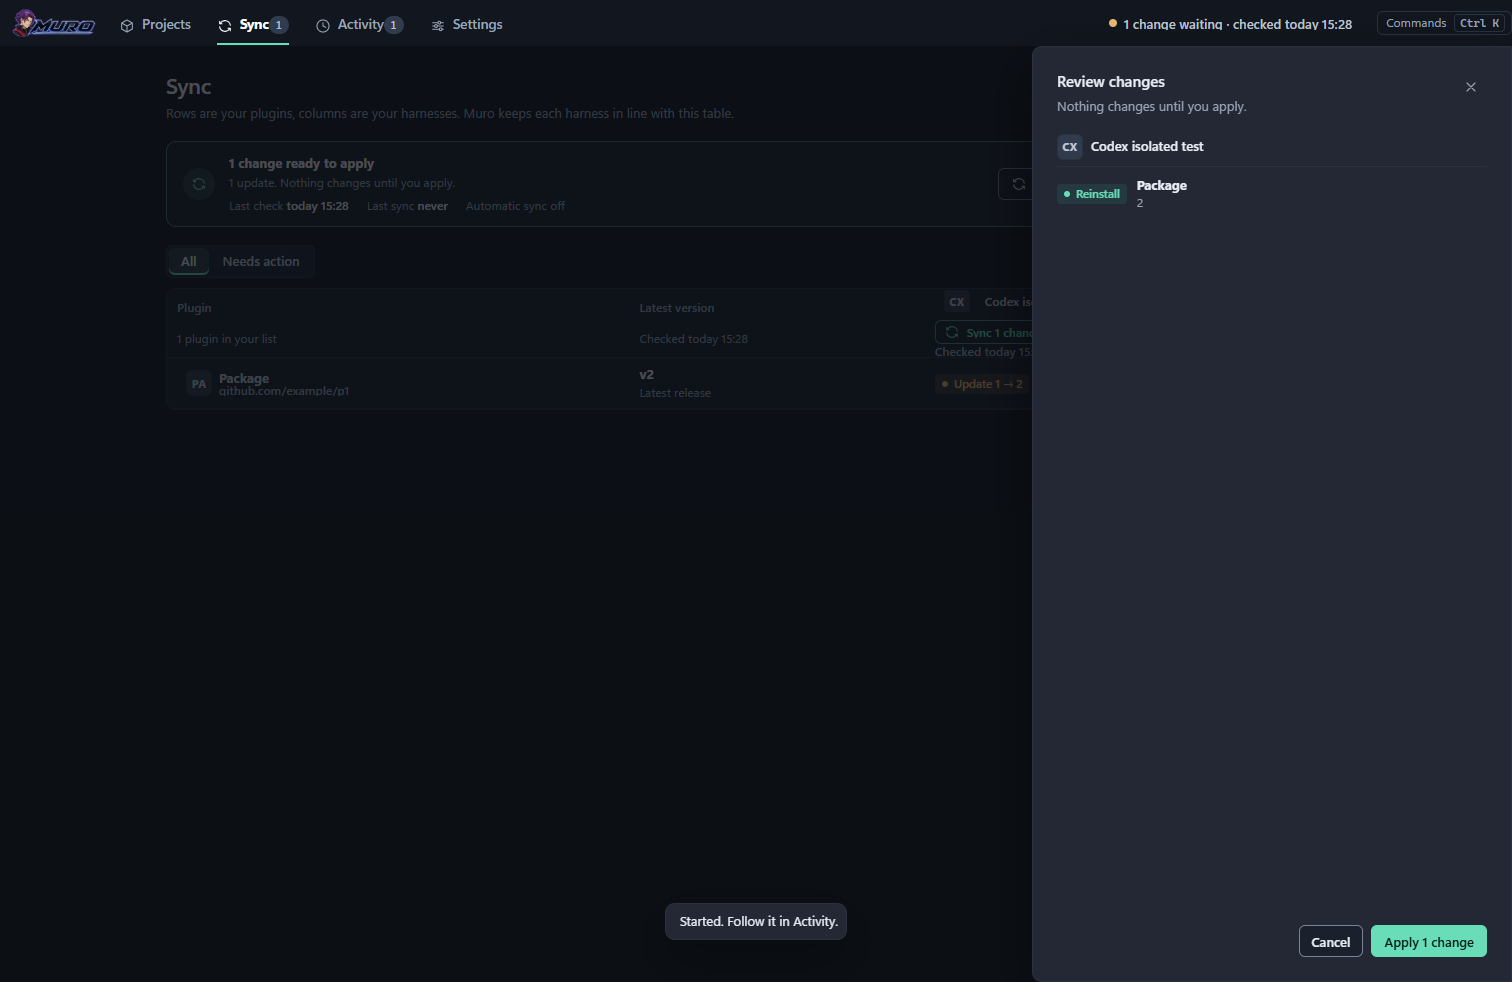 MURO
Projects
Sync 1
Activity 1
Settings
1 change waiting · checked today 15:28
Commands Ctrl K
Sync
Rows are your plugins, columns are your harnesses. Muro keeps each harness in line with this table.
1 change ready to apply
1 update. Nothing changes until you apply.
Last check today 15:28 Last sync never Automatic sync off
All Needs action
Plugin Latest version CX Codex is
1 plugin in your list Checked today 15:28 Sync 1 chan
Checked today 15
PA Package v2 Update 1 → 2
github.com/example/p1 Latest release
Review changes
Nothing changes until you apply.
CX Codex isolated test
Reinstall Package
2
Started. Follow it in Activity.
Cancel Apply 1 change